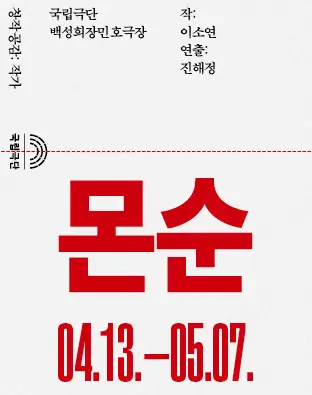 창작공감: 작가
국립극단
백성희장민호극장
작:
이소연
연출:
진해정
국립극단
몬순
04.13.–05.07.